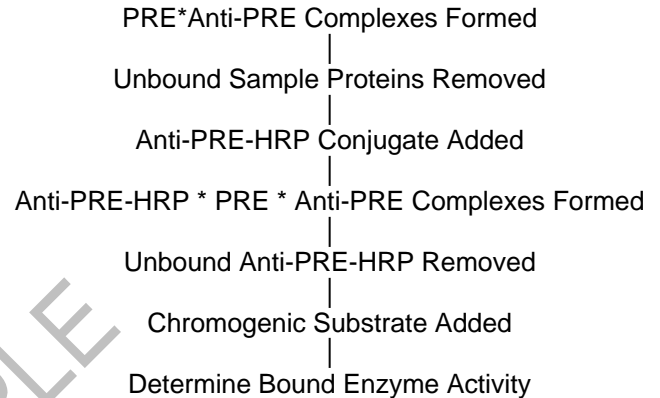 PRE*Anti-PRE Complexes Formed
Unbound Sample Proteins Removed
Anti-PRE-HRP Conjugate Added
Anti-PRE-HRP * PRE * Anti-PRE Complexes Formed
Unbound Anti-PRE-HRP Removed
Chromogenic Substrate Added
Determine Bound Enzyme Activity
PLE